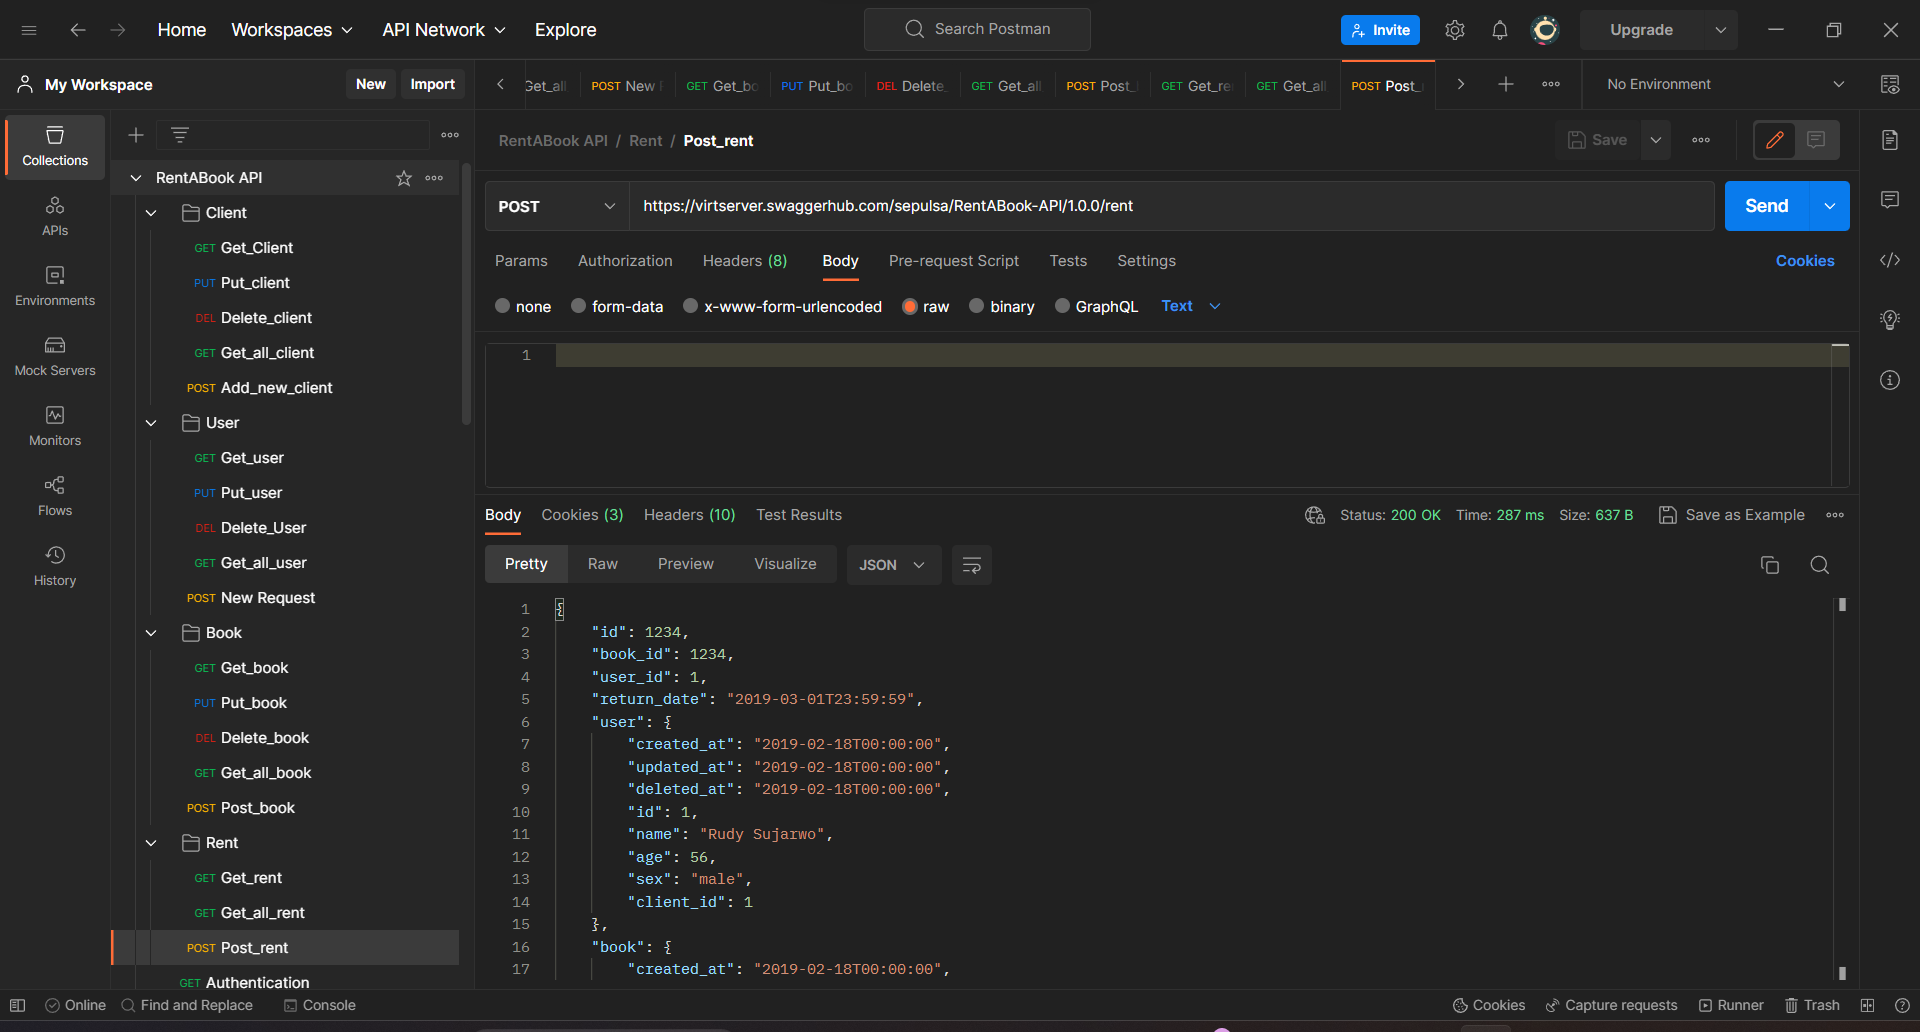 Home Workspaces API Network Explore Search Postman Invite Upgrade
My Workspace New Import Get_all POST New GET Get_bo PUT Put_bo DEL Delete_ GET Get_all POST Post_ GET Get_re GET Get_all POST Post_ No Environment
Collections
APIs
Environments
Mock Servers
Monitors
Flows
History
RentABook API
Client
GET Get_Client
PUT Put_client
DEL Delete_client
GET Get_all_client
POST Add_new_client
User
GET Get_user
PUT Put_user
DEL Delete_User
GET Get_all_user
POST New Request
Book
GET Get_book
PUT Put_book
DEL Delete_book
GET Get_all_book
POST Post_book
Rent
GET Get_rent
GET Get_all_rent
POST Post_rent
GET Authentication
RentABook API / Rent / Post_rent Save
POST https://virtserver.swaggerhub.com/sepulsa/RentABook-API/1.0.0/rent Send
Params Authorization Headers (8) Body Pre-request Script Tests Settings Cookies
none form-data x-www-form-urlencoded raw binary GraphQL Text
1
Body Cookies (3) Headers (10) Test Results Status: 200 OK Time: 287 ms Size: 637 B Save as Example
Pretty Raw Preview Visualize JSON
1 {
2 "id": 1234,
3 "book_id": 1234,
4 "user_id": 1,
5 "return_date": "2019-03-01T23:59:59",
6 "user": {
7 "created_at": "2019-02-18T00:00:00",
8 "updated_at": "2019-02-18T00:00:00",
9 "deleted_at": "2019-02-18T00:00:00",
10 "id": 1,
11 "name": "Rudy Sujarwo",
12 "age": 56,
13 "sex": "male",
14 "client_id": 1
15 },
16 "book": {
17 "created_at": "2019-02-18T00:00:00",
Online Find and Replace Console Cookies Capture requests Runner Trash